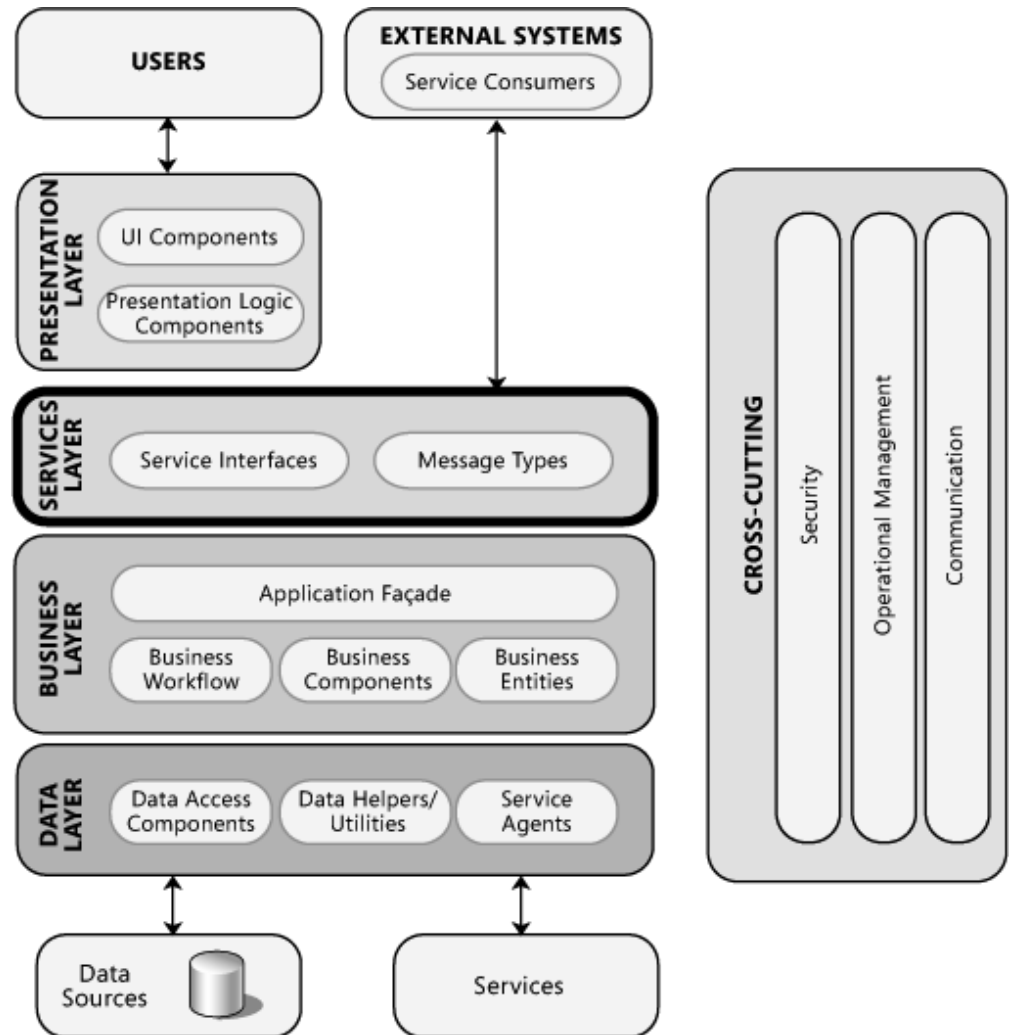 USERS
EXTERNAL SYSTEMS
Service Consumers
PRESENTATION
LAYER
UI Components
Presentation Logic
Components
SERVICES
LAYER
Service Interfaces
Message Types
BUSINESS
LAYER
Application Façade
Business
Workflow
Business
Components
Business
Entities
DATA
LAYER
Data Access
Components
Data Helpers/
Utilities
Service
Agents
Data
Sources
Services
CROSS-CUTTING
Security
Operational Management
Communication